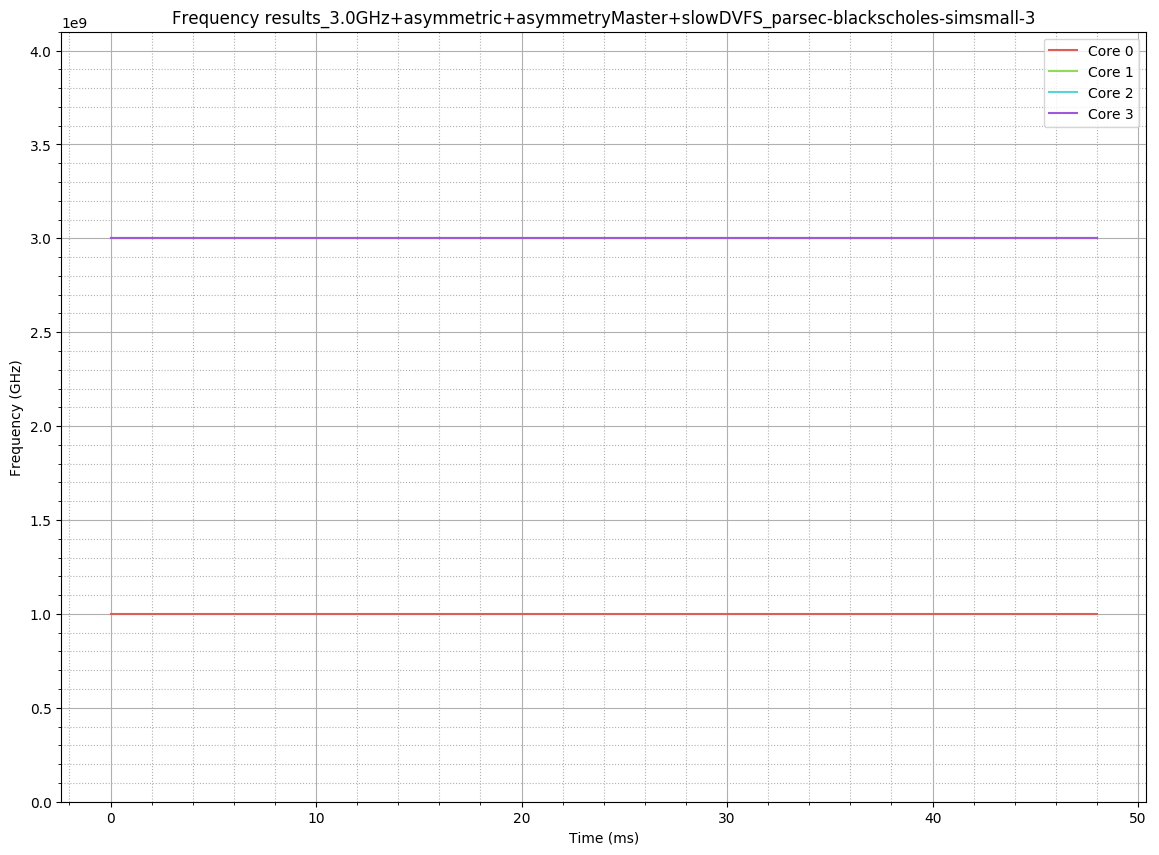 Frequency results_3.0GHz+asymmetric+asymmetryMaster+slowDVFS_parsec-blackscholes-simsmall-3
1e9
Core 0
Core 1
Core 2
Core 3
4.0
3.5
3.0
2.5
2.0
1.5
1.0
0.5
0.0
Frequency (GHz)
0 10 20 30 40 50
Time (ms)